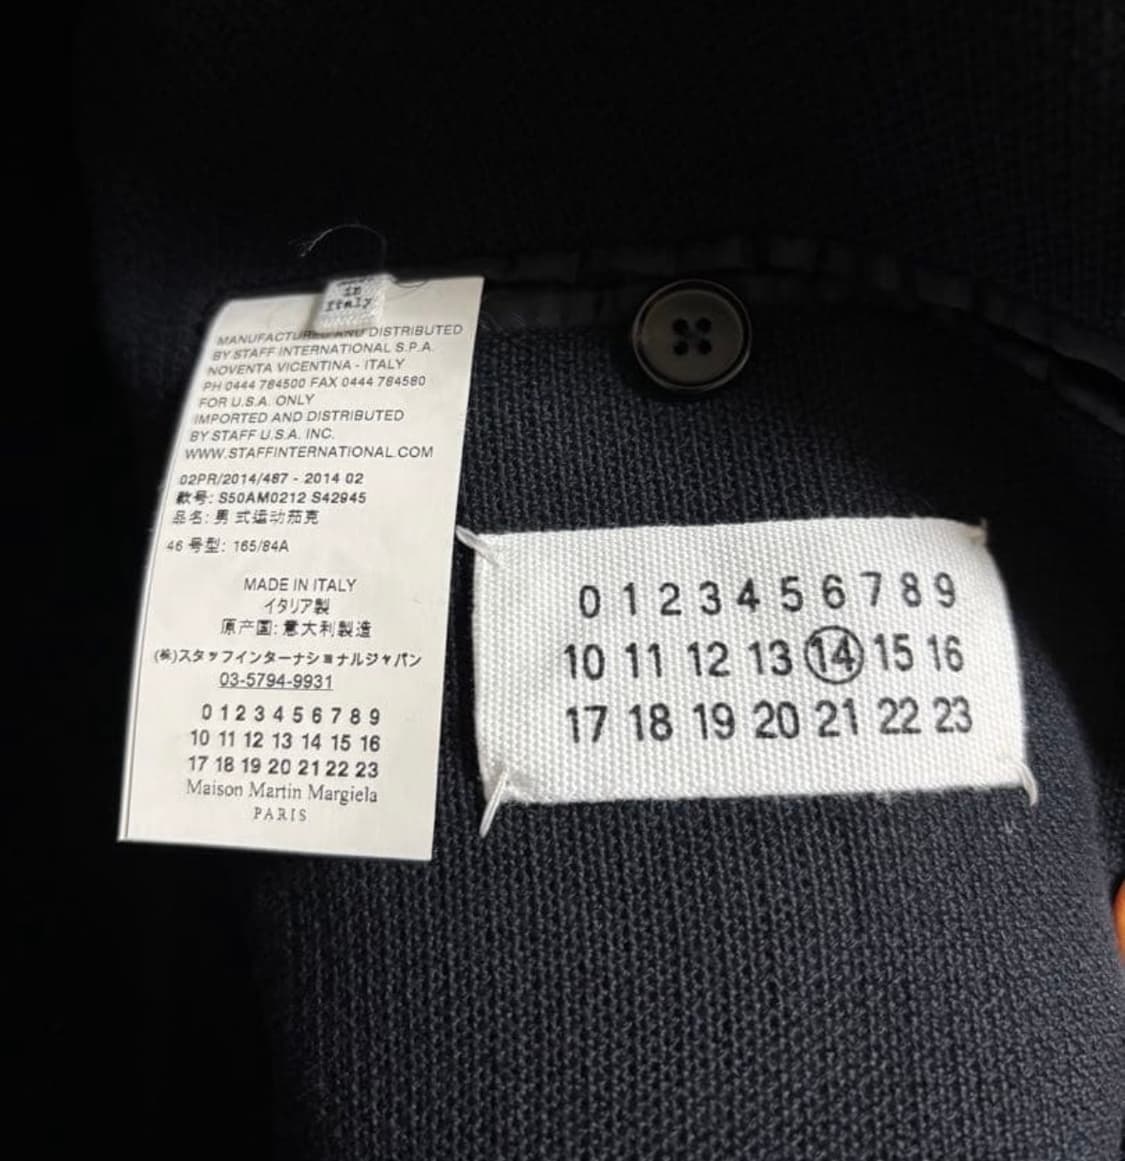 in
Italy
MANUFACTURED AND DISTRIBUTED
BY STAFF INTERNATIONAL S.P.A.
NOVENTA VICENTINA - ITALY
PH 0444 784500 FAX 0444 784580
FOR U.S.A. ONLY
IMPORTED AND DISTRIBUTED
BY STAFF U.S.A. INC.
WWW.STAFFINTERNATIONAL.COM
02PR/2014/487 - 2014 02
款号: S50AM0212 S42945
品名: 男 式运动茄克
46 号型: 165/84A
MADE IN ITALY
イタリア製
原产国: 意大利製造
(株)スタッフインターナショナルジャパン
03-5794-9931
0 1 2 3 4 5 6 7 8 9
10 11 12 13 14 15 16
17 18 19 20 21 22 23
Maison Martin Margiela
PARIS
0 1 2 3 4 5 6 7 8 9
10 11 12 13 14 15 16
17 18 19 20 21 22 23